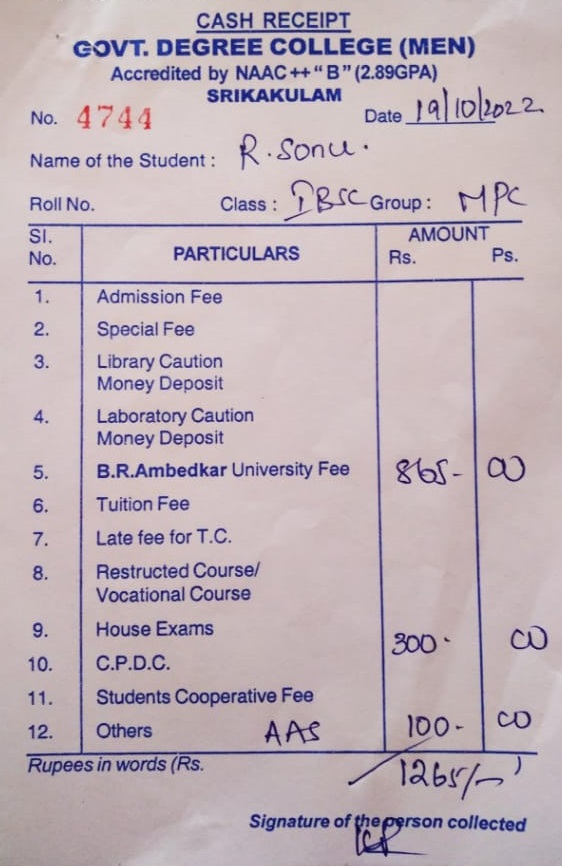 CASH RECEIPT
GOVT. DEGREE COLLEGE (MEN)
Accredited by NAAC++ “B” (2.89GPA)
SRIKAKULAM
No. 4744 Date 19/10/2022.
Name of the Student : R. Sonu.
Roll No. Class : I BSC Group : MPC
Sl. No. PARTICULARS AMOUNT Rs. Ps.
1. Admission Fee
2. Special Fee
3. Library Caution
Money Deposit
4. Laboratory Caution
Money Deposit
5. B.R.Ambedkar University Fee 865- 00
6. Tuition Fee
7. Late fee for T.C.
8. Restructed Course/
Vocational Course
9. House Exams 300- 00
10. C.P.D.C.
11. Students Cooperative Fee
12. Others AAS 100- 00
Rupees in words (Rs. 1265/-
Signature of the person collected